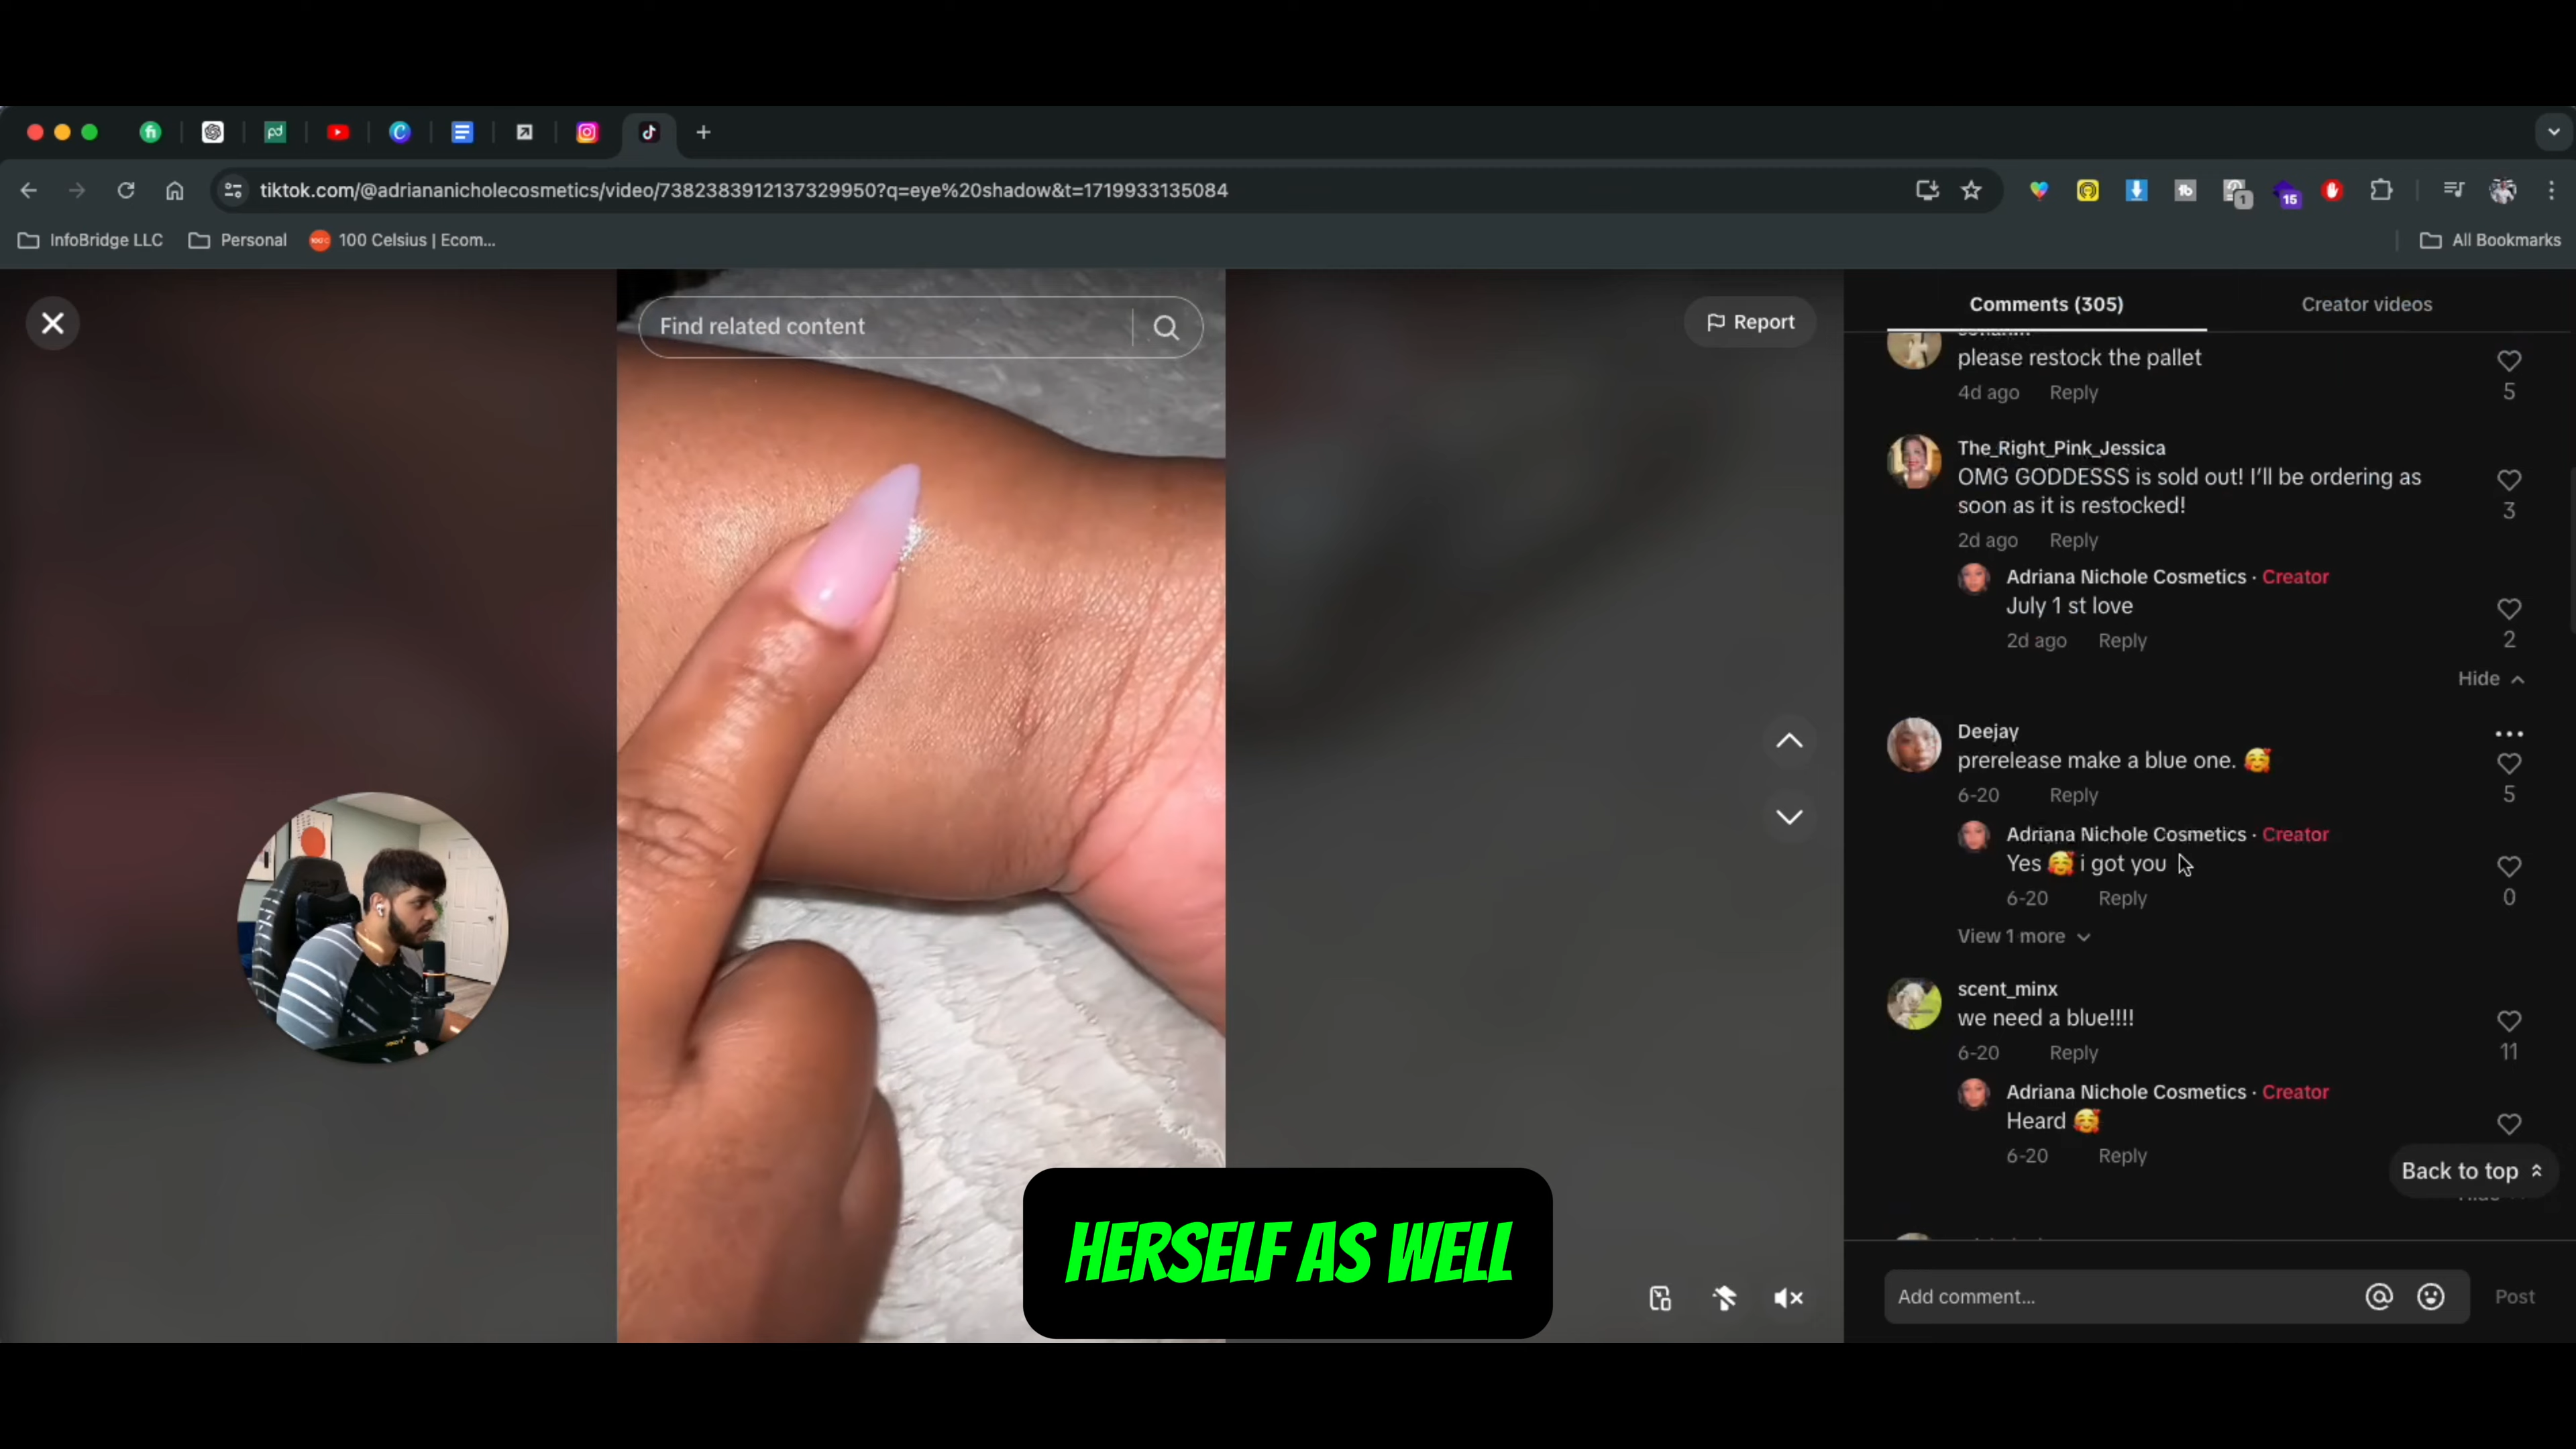 tiktok.com/@adriananicholecosmetics/video/7382383912137329950?q=eye%20shadow&t=1719933135084
1
15
InfoBridge LLC
Personal
100 Celsius | Ecom...
All Bookmarks
Find related content
Report
Comments (305)
Creator videos
please restock the pallet
4d ago Reply
5
The_Right_Pink_Jessica
OMG GODDESSS is sold out! I'll be ordering as
soon as it is restocked!
3
2d ago Reply
Adriana Nichole Cosmetics · Creator
July 1 st love
2d ago Reply
2
Hide
Deejay
prerelease make a blue one. 🥰
6-20 Reply
5
Adriana Nichole Cosmetics · Creator
Yes 🥰 i got you
6-20 Reply
0
View 1 more
scent_minx
we need a blue!!!!
6-20 Reply
11
Adriana Nichole Cosmetics · Creator
Heard 🥰
6-20 Reply
Back to top
HERSELF AS WELL
Add comment...
Post